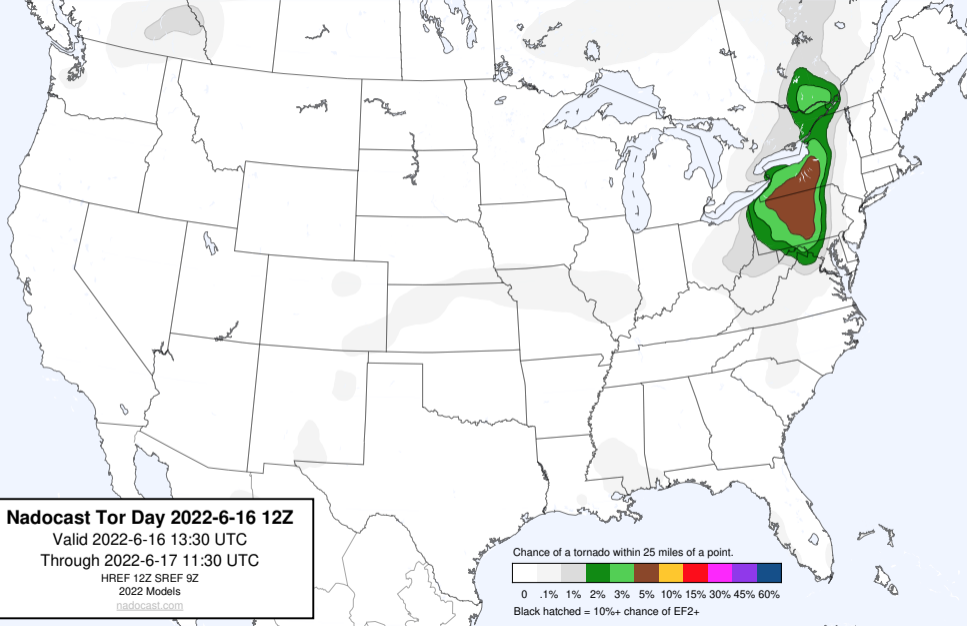 Nadocast Tor Day 2022-6-16 12Z
Valid 2022-6-16 13:30 UTC
Through 2022-6-17 11:30 UTC
HREF 12Z SREF 9Z
2022 Models
nadocast.com
Chance of a tornado within 25 miles of a point.
0 .1% 1% 2% 3% 5% 10% 15% 30% 45% 60%
Black hatched = 10%+ chance of EF2+